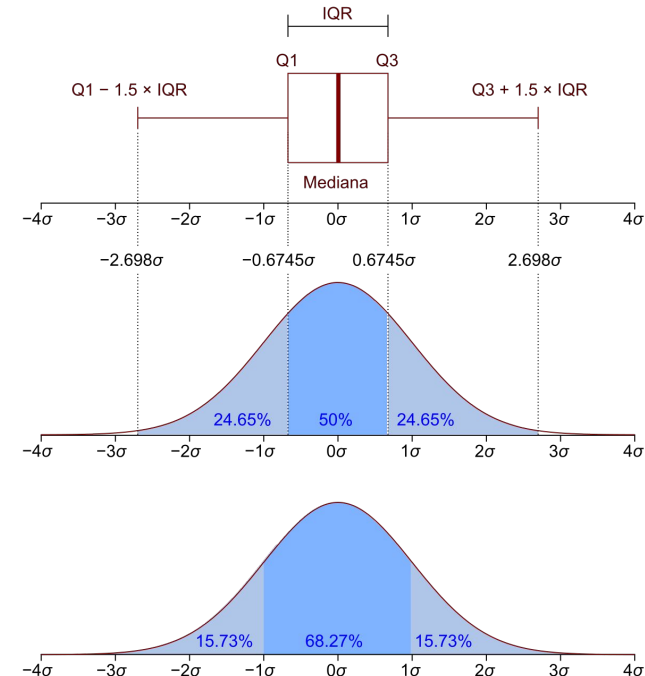 IQR
Q1 Q3
Q1 − 1.5 × IQR Q3 + 1.5 × IQR
Mediana
−4σ −3σ −2σ −1σ 0σ 1σ 2σ 3σ 4σ
−2.698σ −0.6745σ 0.6745σ 2.698σ
24.65% 50% 24.65%
−4σ −3σ −2σ −1σ 0σ 1σ 2σ 3σ 4σ
15.73% 68.27% 15.73%
−4σ −3σ −2σ −1σ 0σ 1σ 2σ 3σ 4σ